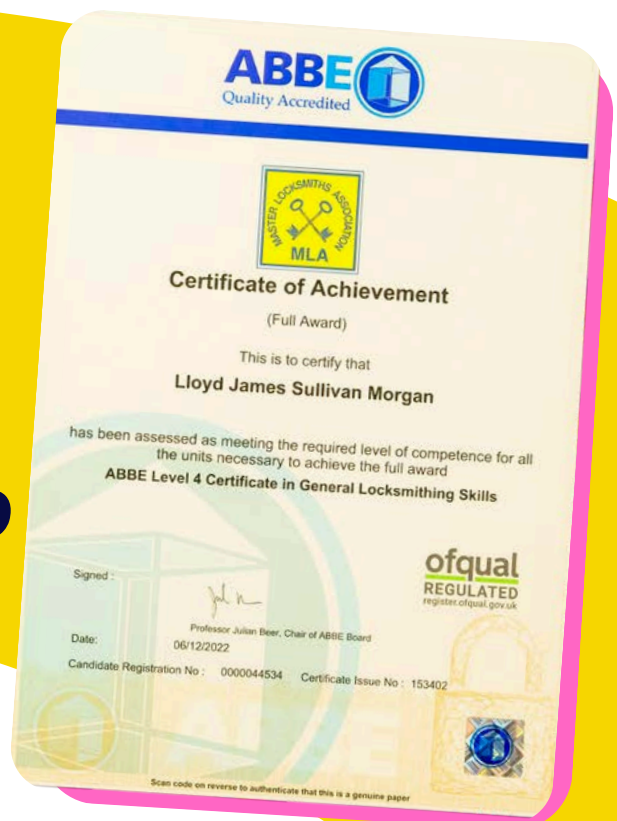 ABBE
Quality Accredited
MASTER LOCKSMITHS ASSOCIATION
MLA
Certificate of Achievement
(Full Award)
This is to certify that
Lloyd James Sullivan Morgan
has been assessed as meeting the required level of competence for all
the units necessary to achieve the full award
ABBE Level 4 Certificate in General Locksmithing Skills
ofqual
REGULATED
register.ofqual.gov.uk
Signed :
Professor Julian Beer, Chair of ABBE Board
Date: 06/12/2022
Candidate Registration No : 0000044534 Certificate Issue No : 153402
Scan code on reverse to authenticate that this is a genuine paper